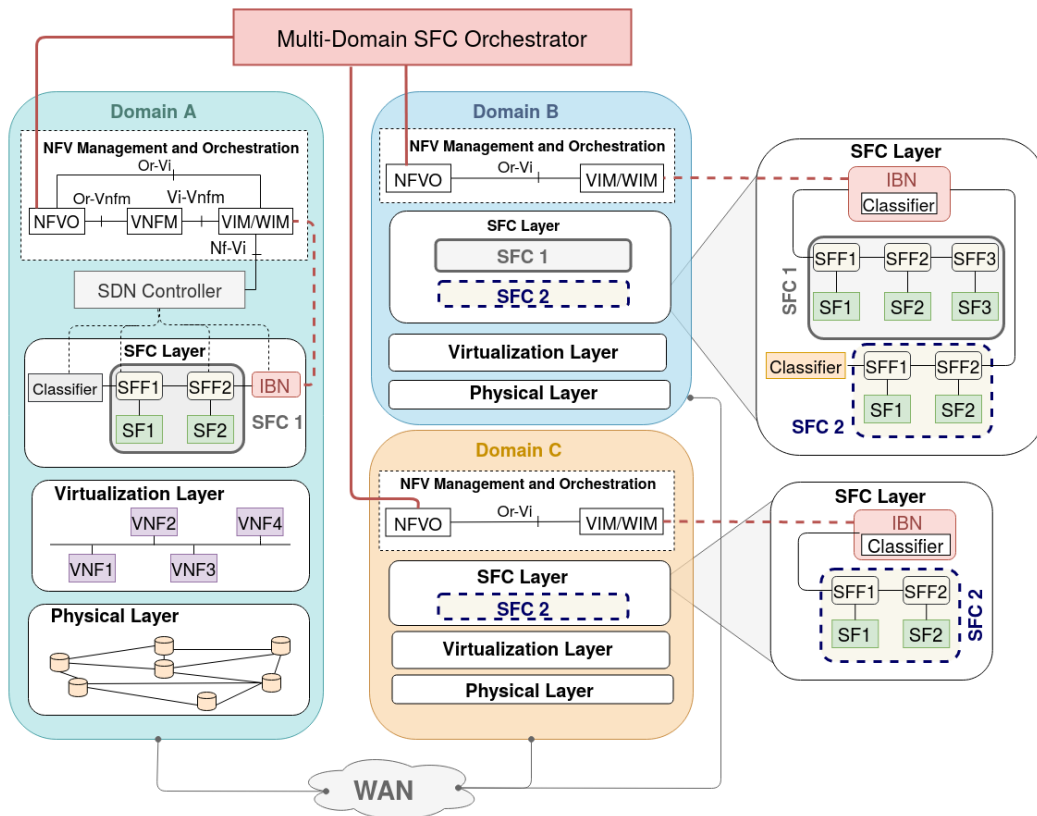 Multi-Domain SFC Orchestrator
Domain A
NFV Management and Orchestration
Or-Vi
Or-Vnfm
Vi-Vnfm
NFVO
VNFM
VIM/WIM
Nf-Vi
SDN Controller
SFC Layer
Classifier
SFF1
SFF2
IBN
SF1
SF2
SFC 1
Virtualization Layer
VNF2
VNF4
VNF1
VNF3
Physical Layer
Domain B
NFV Management and Orchestration
Or-Vi
NFVO
VIM/WIM
SFC Layer
SFC 1
SFC 2
Virtualization Layer
Physical Layer
SFC Layer
IBN
Classifier
SFC 1
SFF1
SFF2
SFF3
SF1
SF2
SF3
Classifier
SFF1
SFF2
SF1
SF2
SFC 2
Domain C
NFV Management and Orchestration
Or-Vi
NFVO
VIM/WIM
SFC Layer
SFC 2
Virtualization Layer
Physical Layer
SFC Layer
IBN
Classifier
SFF1
SFF2
SF1
SF2
SFC 2
WAN